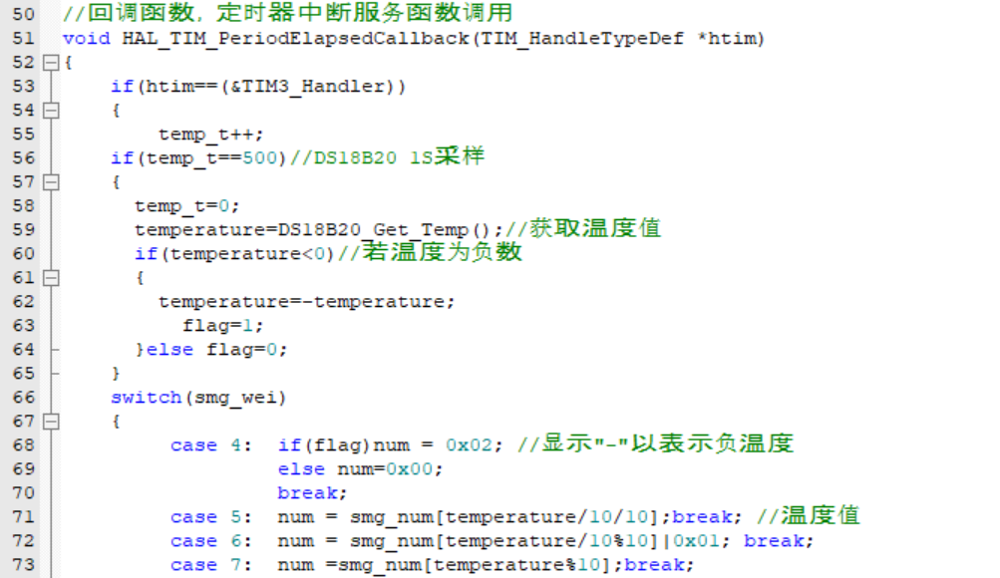 50 //回调函数, 定时器中断服务函数调用
51 void HAL_TIM_PeriodElapsedCallback(TIM_HandleTypeDef *htim)
52 {
53 if(htim==(&TIM3_Handler))
54 {
55 temp_t++;
56 if(temp_t==500)//DS18B20 1S采样
57 {
58 temp_t=0;
59 temperature=DS18B20_Get_Temp();//获取温度值
60 if(temperature<0)//若温度为负数
61 {
62 temperature=-temperature;
63 flag=1;
64 }else flag=0;
65 }
66 switch(smg_wei)
67 {
68 case 4: if(flag)num = 0x02; //显示"-"以表示负温度
69 else num=0x00;
70 break;
71 case 5: num = smg_num[temperature/10/10];break; //温度值
72 case 6: num = smg_num[temperature/10%10]|0x01; break;
73 case 7: num =smg_num[temperature%10];break;